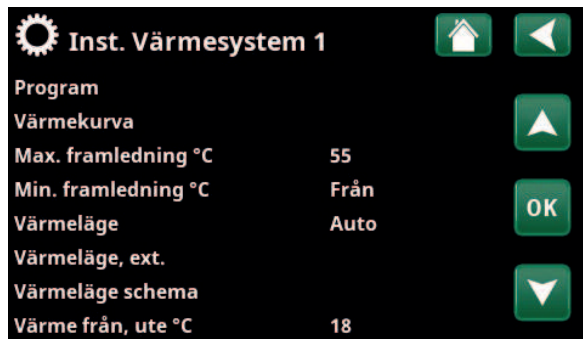 Inst. Värmesystem 1
Program
Värmekurva
Max. framledning °C 55
Min. framledning °C Från
Värmeläge Auto
OK
Värmeläge, ext.
Värmeläge schema
Värme från, ute °C 18